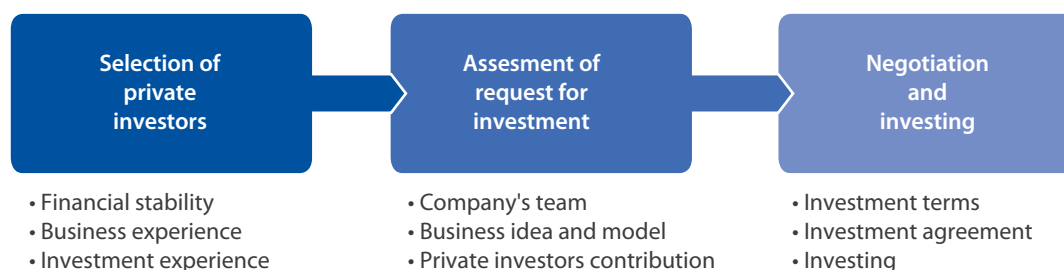 Selection of
private
investors
Assesment of
request for
investment
Negotiation
and
investing
• Financial stability
• Business experience
• Investment experience
• Company's team
• Business idea and model
• Private investors contribution
• Investment terms
• Investment agreement
• Investing